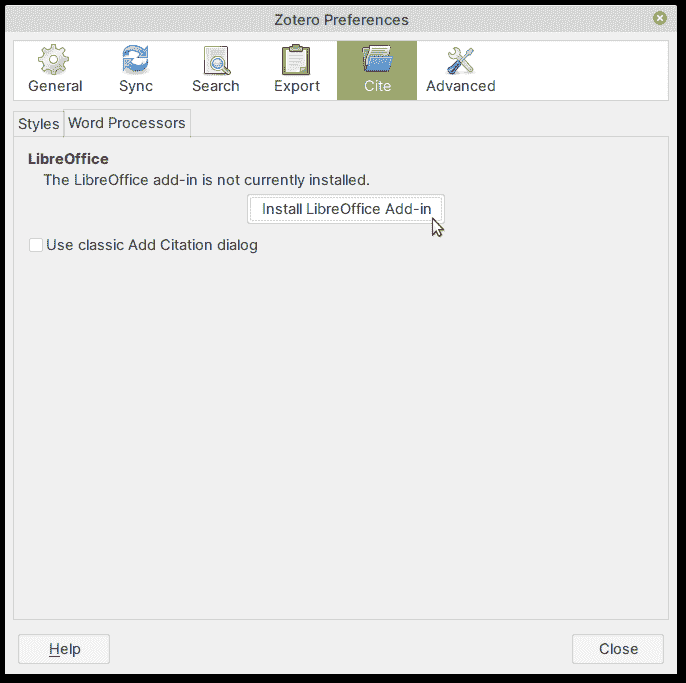 Zotero Preferences
General Sync Search Export Cite Advanced
Styles Word Processors
LibreOffice
The LibreOffice add-in is not currently installed.
Install LibreOffice Add-in
Use classic Add Citation dialog
Help Close